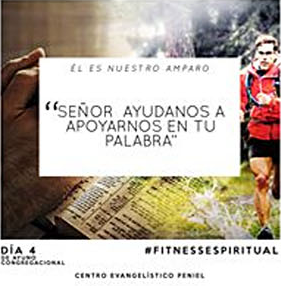 ÉL ES NUESTRO AMPARO
“SEÑOR AYUDANOS A
APOYARNOS EN TU
PALABRA”
DÍA 4
DE AYUNO
CONGREGACIONAL
#FITNESSESPIRITUAL
CENTRO EVANGELÍSTICO PENIEL